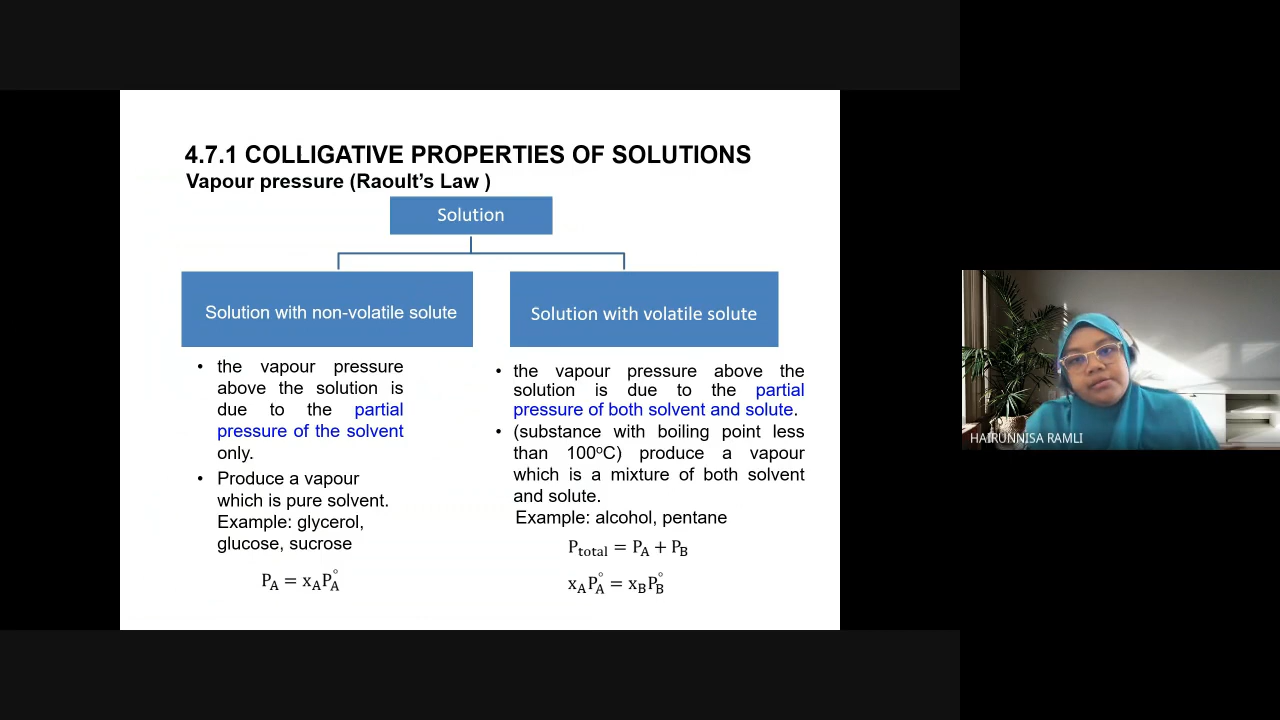 4.7.1 COLLIGATIVE PROPERTIES OF SOLUTIONS
Vapour pressure (Raoult’s Law )
Solution
Solution with non-volatile solute
• the vapour pressure
above the solution is
due to the partial
pressure of the solvent
only.
• Produce a vapour
which is pure solvent.
Example: glycerol,
glucose, sucrose
P_A = x_A P_A°
Solution with volatile solute
• the vapour pressure above the
solution is due to the partial
pressure of both solvent and solute.
• (substance with boiling point less
than 100°C) produce a vapour
which is a mixture of both solvent
and solute.
Example: alcohol, pentane
P_total = P_A + P_B
x_A P_A° = x_B P_B°
HAIRUNNISA RAMLI